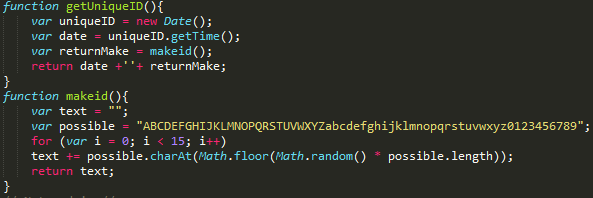 function getUniqueID(){
    var uniqueID = new Date();
    var date = uniqueID.getTime();
    var returnMake = makeid();
    return date +''+ returnMake;
}
function makeid(){
    var text = "";
    var possible = "ABCDEFGHIJKLMNOPQRSTUVWXYZabcdefghijklmnopqrstuvwxyz0123456789";
    for (var i = 0; i < 15; i++)
    text += possible.charAt(Math.floor(Math.random() * possible.length));
    return text;
}